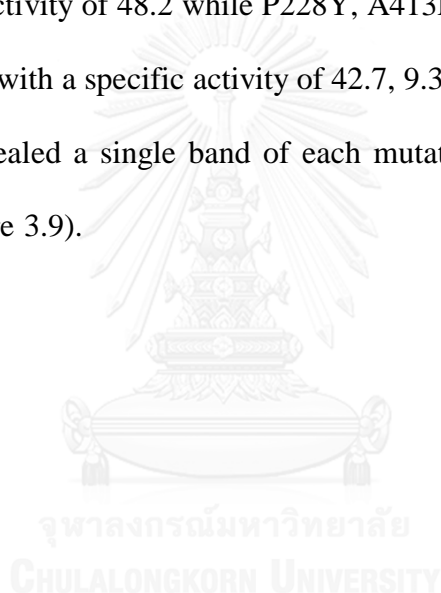 ctivity of 48.2 while P228Y, A413
with a specific activity of 42.7, 9.3
ealed a single band of each mutat
e 3.9).
จุฬาลงกรณ์มหาวิทยาลัย
CHULALONGKORN UNIVERSITY